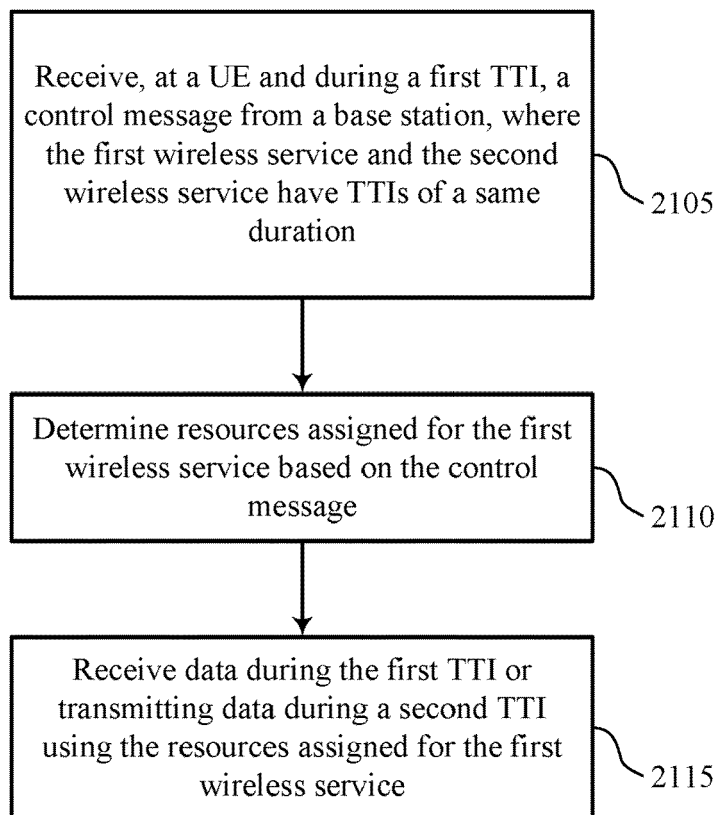 Receive, at a UE and during a first TTI, a
control message from a base station, where
the first wireless service and the second
wireless service have TTIs of a same
duration
2105
Determine resources assigned for the first
wireless service based on the control
message
2110
Receive data during the first TTI or
transmitting data during a second TTI
using the resources assigned for the first
wireless service
2115